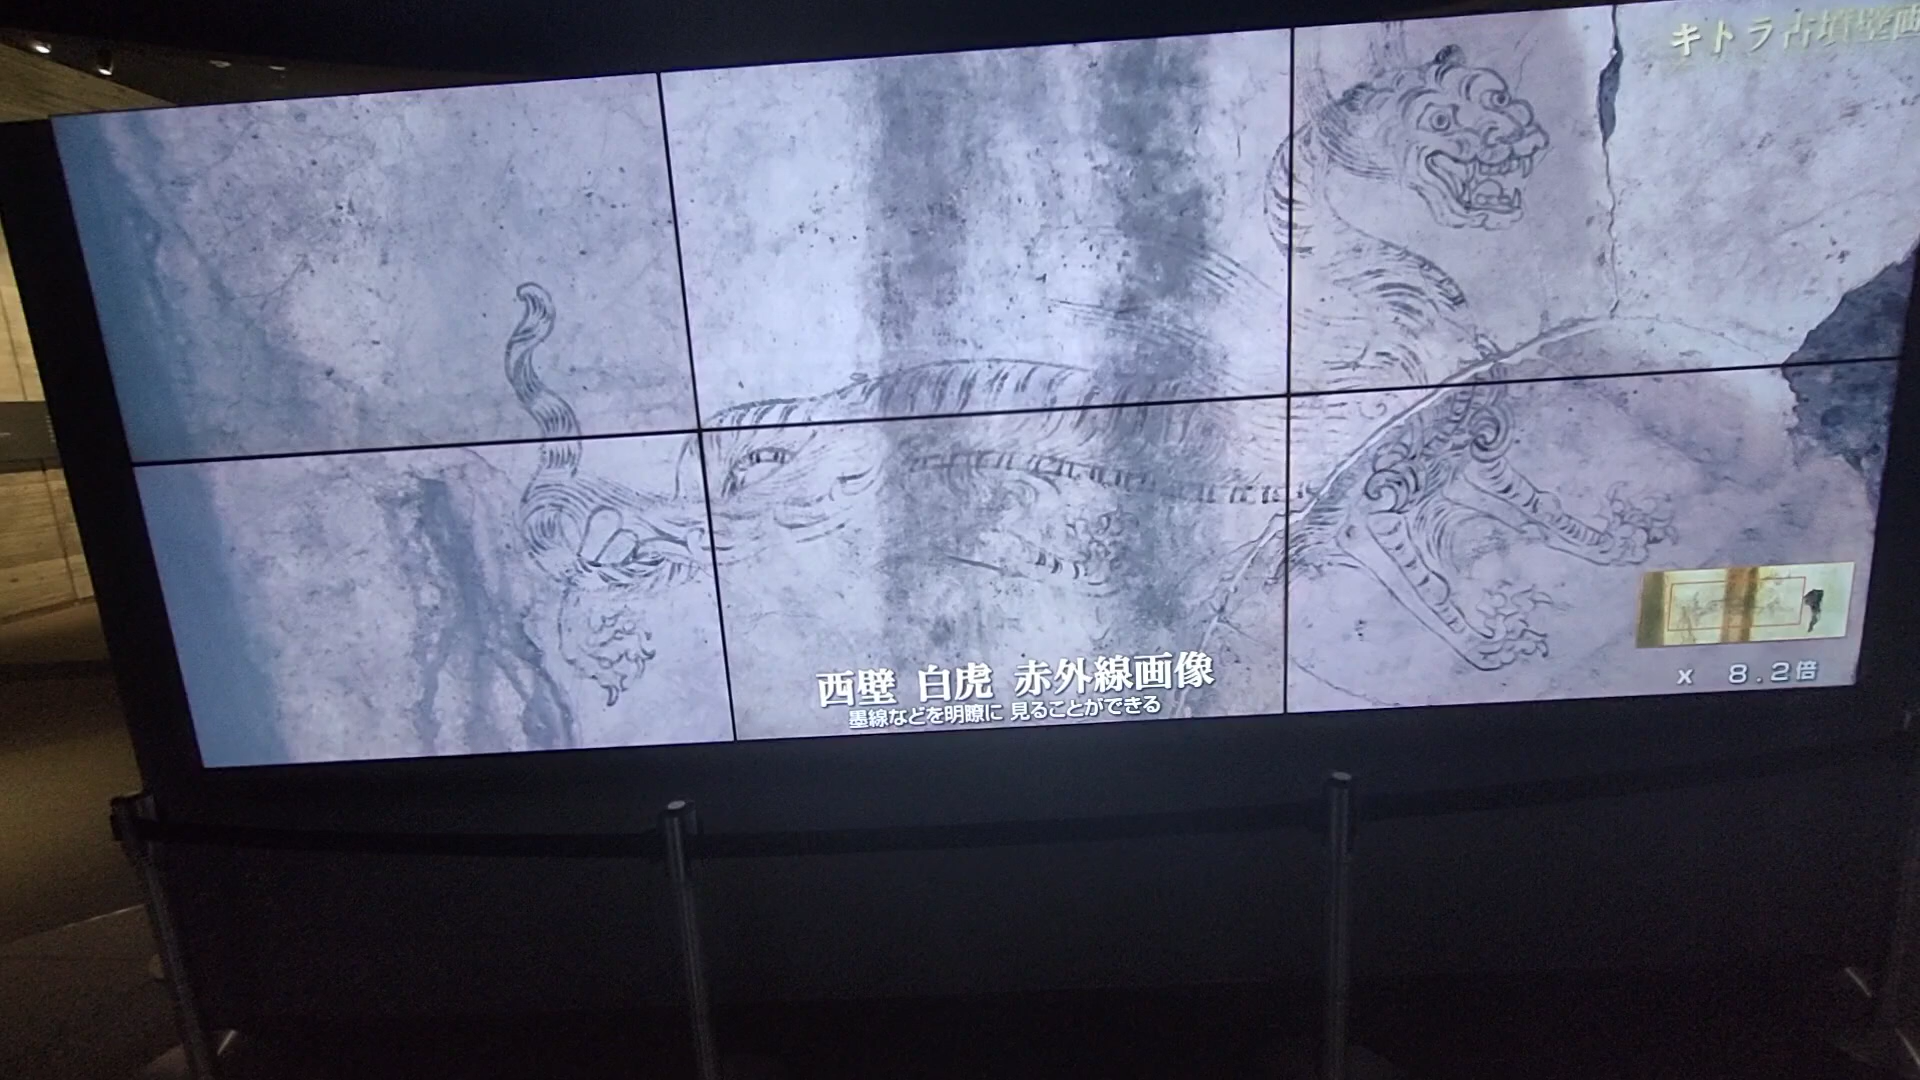 キトラ古墳壁画
西壁 白虎 赤外線画像
墨線などを明瞭に 見ることができる
x 8.2倍